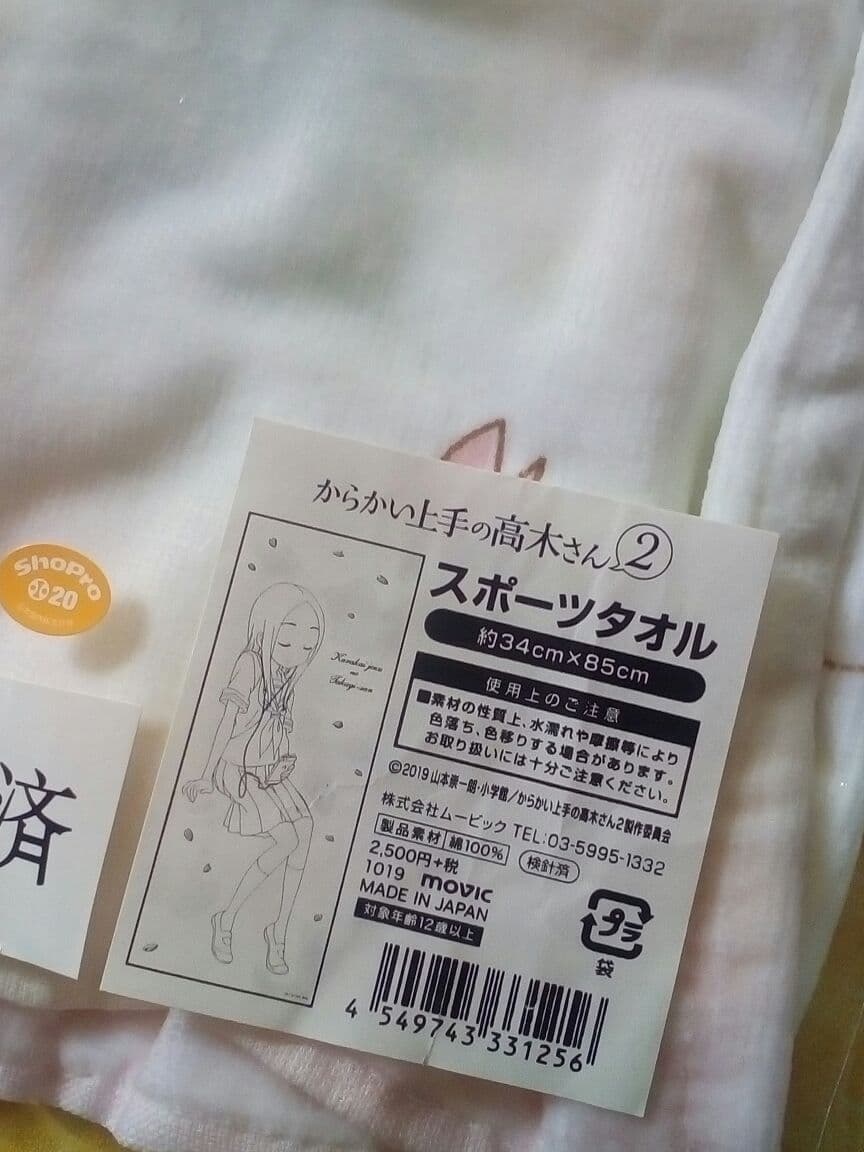 からかい上手の高木さん2
スポーツタオル
約34cm×85cm
Karakai jozu
no
Takagi-san
使用上のご注意
■素材の性質上、水濡れや摩擦等により
色落ち、色移りする場合があります。
お取り扱いには十分ご注意ください。
©2019 山本崇一朗・小学館／からかい上手の高木さん2製作委員会
株式会社ムービック TEL:03-5995-1332
製品素材 綿100% 検針済
2,500円+税
1019 movic
MADE IN JAPAN
対象年齢12歳以上
プラ
袋
4 549743 331256
ShoPro
20
済